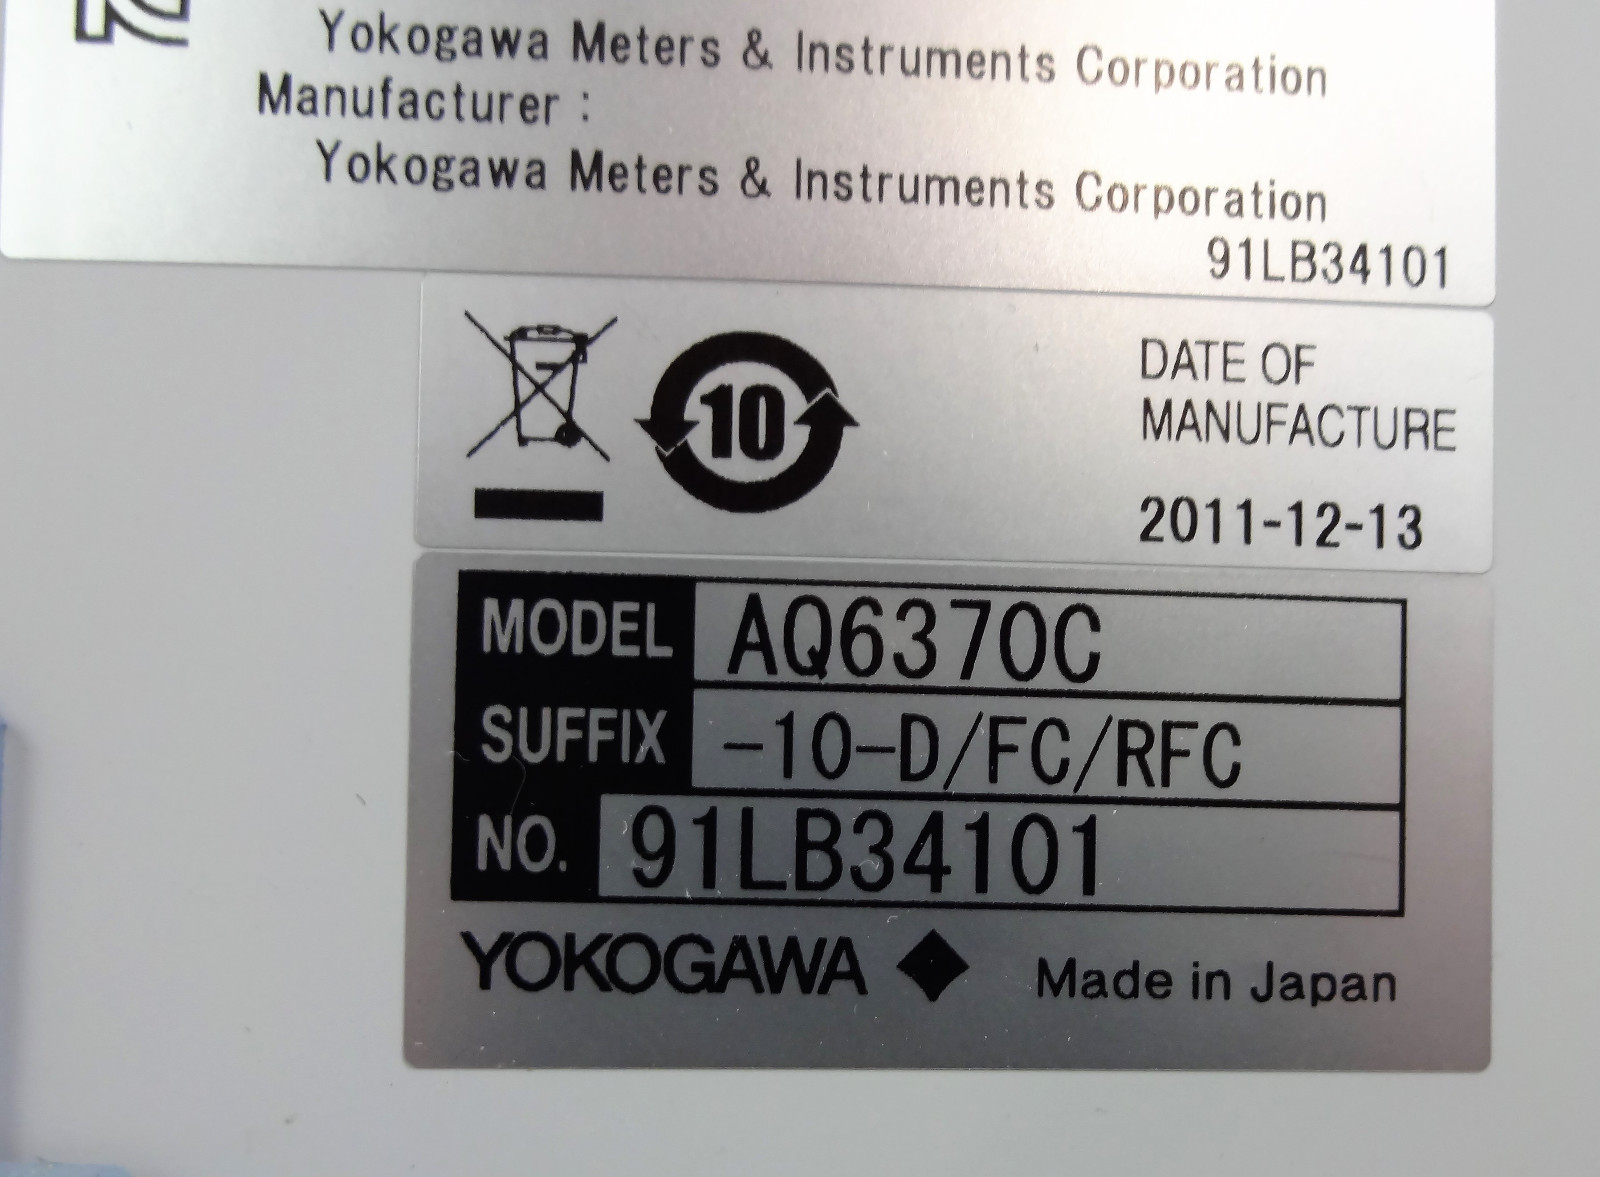 Yokogawa Meters & Instruments Corporation
Manufacturer :
Yokogawa Meters & Instruments Corporation
91LB34101
10
DATE OF
MANUFACTURE
2011-12-13
MODEL AQ6370C
SUFFIX -10-D/FC/RFC
NO. 91LB34101
YOKOGAWA ◆ Made in Japan